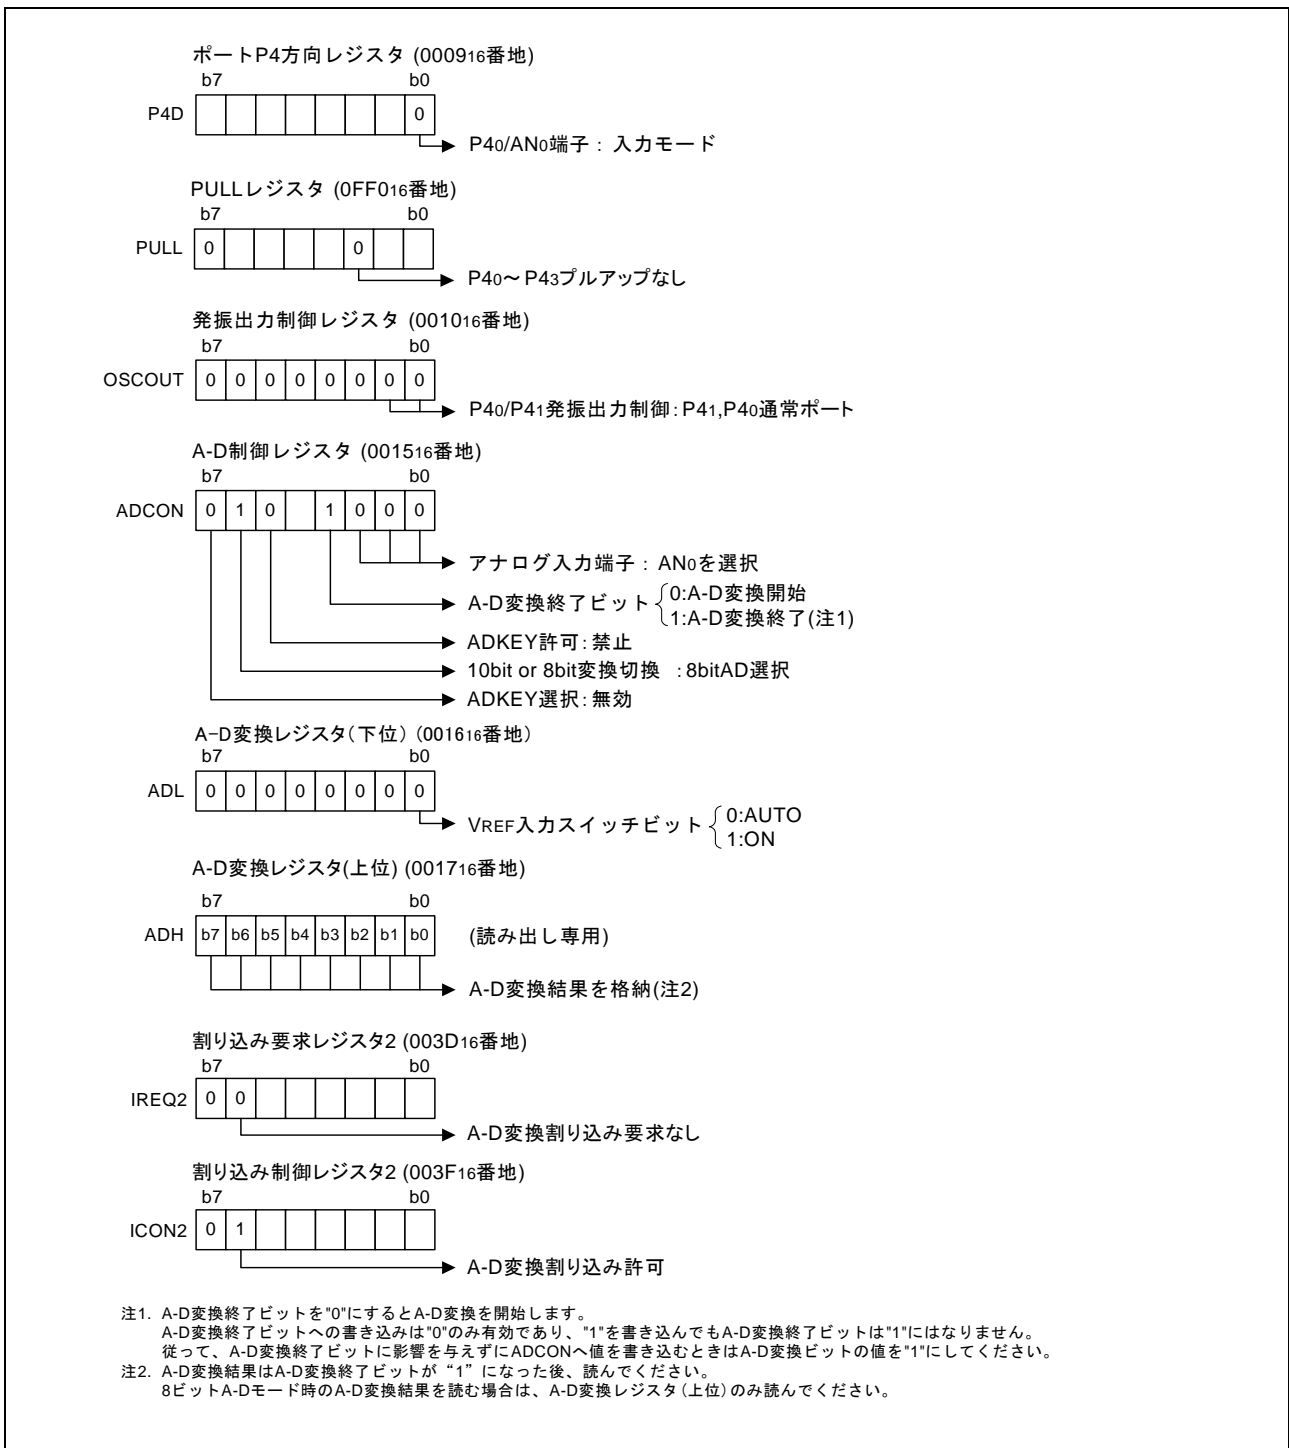 ポートP4方向レジスタ (000916番地)
b7 b0
P4D 0
P40/AN0端子 : 入力モード
PULLレジスタ (0FF016番地)
b7 b0
PULL 0 0
P40～P43プルアップなし
発振出力制御レジスタ (001016番地)
b7 b0
OSCOUT 0 0 0 0 0 0 0 0
P40/P41発振出力制御:P41,P40通常ポート
A-D制御レジスタ (001516番地)
b7 b0
ADCON 0 1 0 1 0 0 0
アナログ入力端子 : AN0を選択
A-D変換終了ビット 0:A-D変換開始
1:A-D変換終了(注1)
ADKEY許可:禁止
10bit or 8bit変換切換 :8bitAD選択
ADKEY選択:無効
A-D変換レジスタ(下位) (001616番地)
b7 b0
ADL 0 0 0 0 0 0 0 0
VREF入力スイッチビット 0:AUTO
1:ON
A-D変換レジスタ(上位) (001716番地)
b7 b0
ADH b7 b6 b5 b4 b3 b2 b1 b0 (読み出し専用)
A-D変換結果を格納(注2)
割り込み要求レジスタ2 (003D16番地)
b7 b0
IREQ2 0 0
A-D変換割り込み要求なし
割り込み制御レジスタ2 (003F16番地)
b7 b0
ICON2 0 1
A-D変換割り込み許可
注1. A-D変換終了ビットを"0"にするとA-D変換を開始します。
A-D変換終了ビットへの書き込みは"0"のみ有効であり、"1"を書き込んでもA-D変換終了ビットは"1"にはなりません。
従って、A-D変換終了ビットに影響を与えずにADCONへ値を書き込むときはA-D変換ビットの値を"1"にしてください。
注2. A-D変換結果はA-D変換終了ビットが“1”になった後、読んでください。
8ビットA-Dモード時のA-D変換結果を読む場合は、A-D変換レジスタ(上位)のみ読んでください。